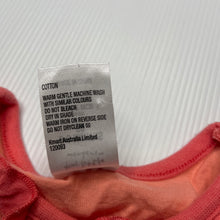 COTTON
WARM GENTLE MACHINE WASH
WITH SIMILAR COLOURS
DO NOT BLEACH
DRY IN SHADE
WARM IRON ON REVERSE SIDE
DO NOT DRYCLEAN
Kmart Australia Limited